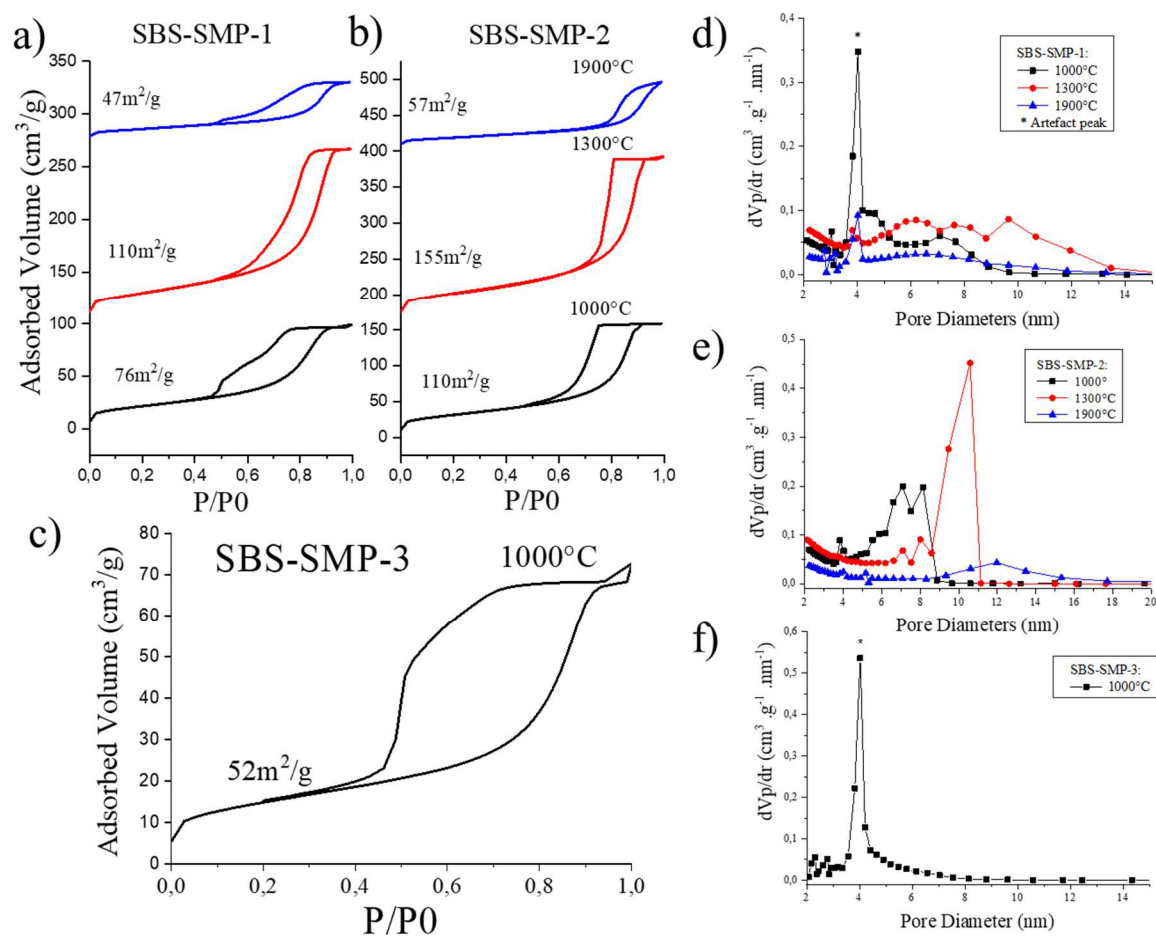 a)
SBS-SMP-1
350
300
250
200
150
100
50
0
47m²/g
110m²/g
76m²/g
0,0 0,2 0,4 0,6 0,8 1,0
P/P0
Adsorbed Volume (cm³/g)
b)
SBS-SMP-2
500
450
400
350
300
250
200
150
100
50
0
1900°C
57m²/g
1300°C
155m²/g
1000°C
110m²/g
0,0 0,2 0,4 0,6 0,8 1,0
P/P0
c)
SBS-SMP-3
1000°C
80
70
60
50
40
30
20
10
0
52m²/g
0,0 0,2 0,4 0,6 0,8 1,0
P/P0
Adsorbed Volume (cm³/g)
d)
0,4
0,3
0,2
0,1
0,0
*
SBS-SMP-1:
1000°C
1300°C
1900°C
* Artefact peak
2 4 6 8 10 12 14
Pore Diameters (nm)
dVp/dr (cm³ .g⁻¹ .nm⁻¹)
e)
0,5
0,4
0,3
0,2
0,1
0,0
SBS-SMP-2:
1000°
1300°C
1900°C
2 4 6 8 10 12 14 16 18 20
Pore Diameters (nm)
dVp/dr (cm³ .g⁻¹ .nm⁻¹)
f)
0,6
0,5
0,4
0,3
0,2
0,1
0,0
*
SBS-SMP-3:
1000°C
2 4 6 8 10 12 14
Pore Diameter (nm)
dVp/dr (cm³ .g⁻¹ .nm⁻¹)